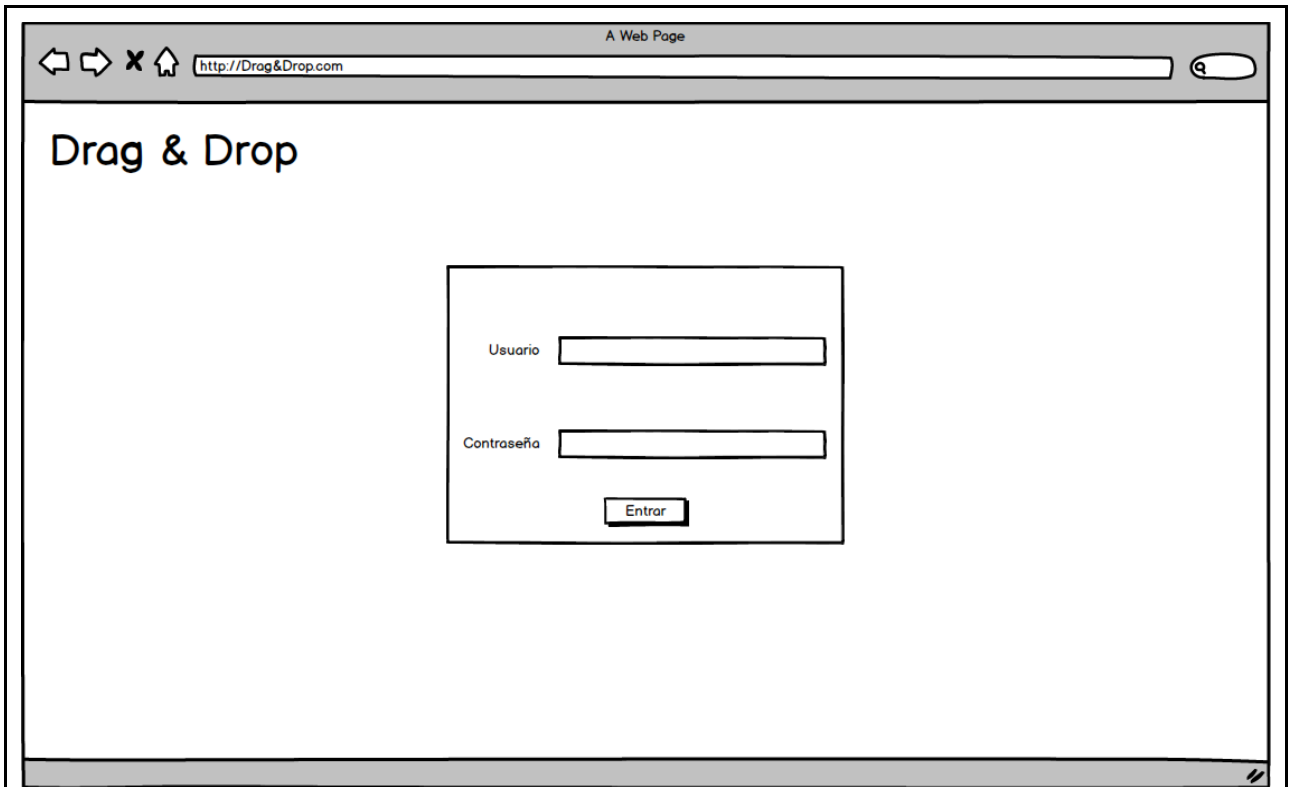 A Web Page
http://Drag&Drop.com
Drag & Drop
Usuario
Contraseña
Entrar